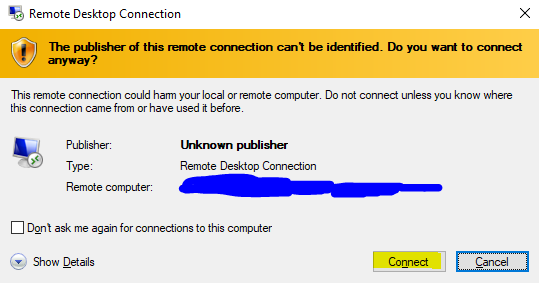 Remote Desktop Connection
The publisher of this remote connection can't be identified. Do you want to connect
anyway?
This remote connection could harm your local or remote computer. Do not connect unless you know where
this connection came from or have used it before.
Publisher: Unknown publisher
Type: Remote Desktop Connection
Remote computer:
Don't ask me again for connections to this computer
Show Details
Connect Cancel